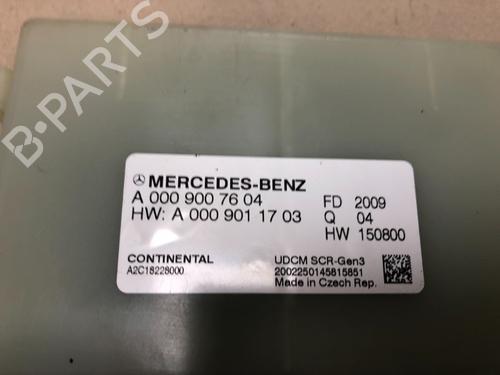 B-PARTS
MERCEDES-BENZ
A 000 900 76 04 FD 2009
HW: A 000 901 17 03 Q 04
HW 150800
CONTINENTAL UDCM SCR-Gen3
A2C18228000 2002250145815851
Made in Czech Rep.